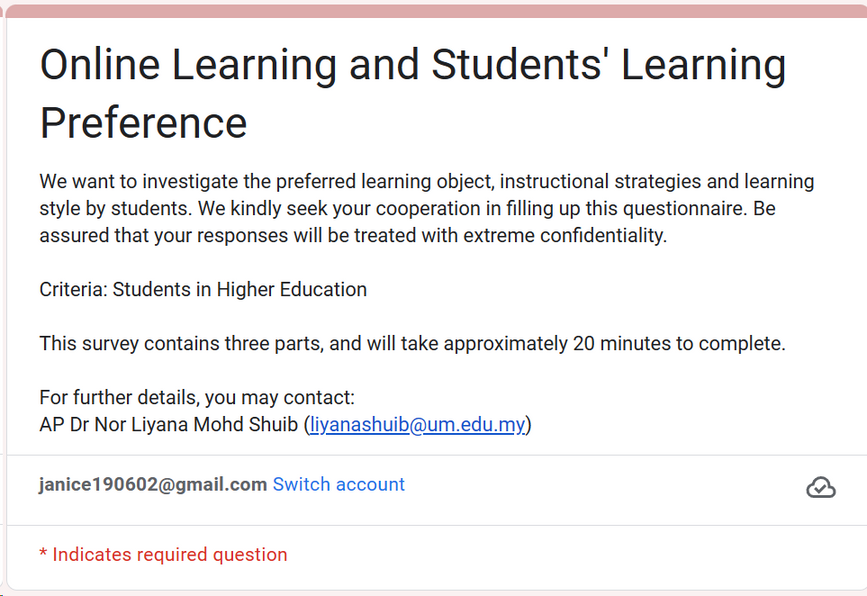 Online Learning and Students' Learning
Preference
We want to investigate the preferred learning object, instructional strategies and learning
style by students. We kindly seek your cooperation in filling up this questionnaire. Be
assured that your responses will be treated with extreme confidentiality.
Criteria: Students in Higher Education
This survey contains three parts, and will take approximately 20 minutes to complete.
For further details, you may contact:
AP Dr Nor Liyana Mohd Shuib (liyanashuib@um.edu.my)
janice190602@gmail.com Switch account
* Indicates required question